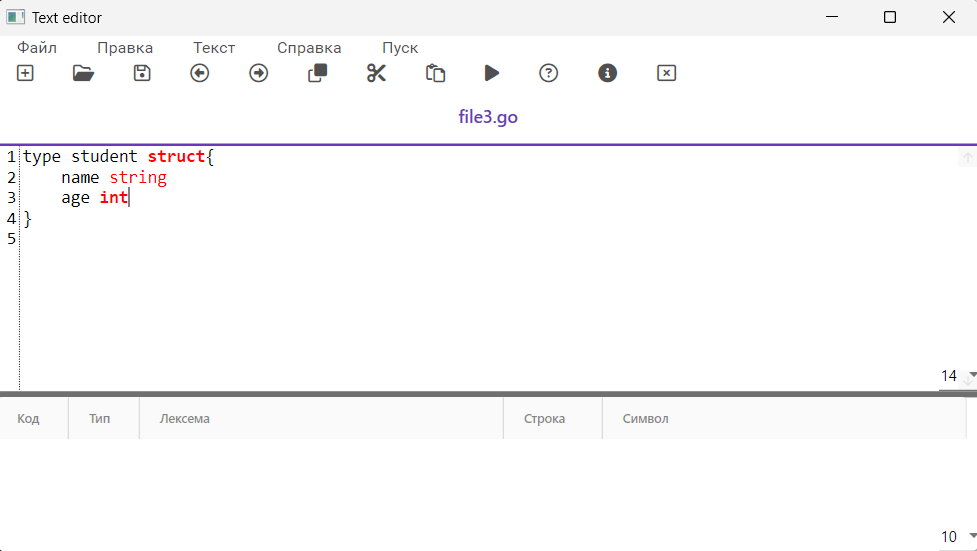 Text editor
Файл Правка Текст Справка Пуск
file3.go
1 type student struct{
2     name string
3     age int
4 }
5
14
Код Тип Лексема Строка Символ
10